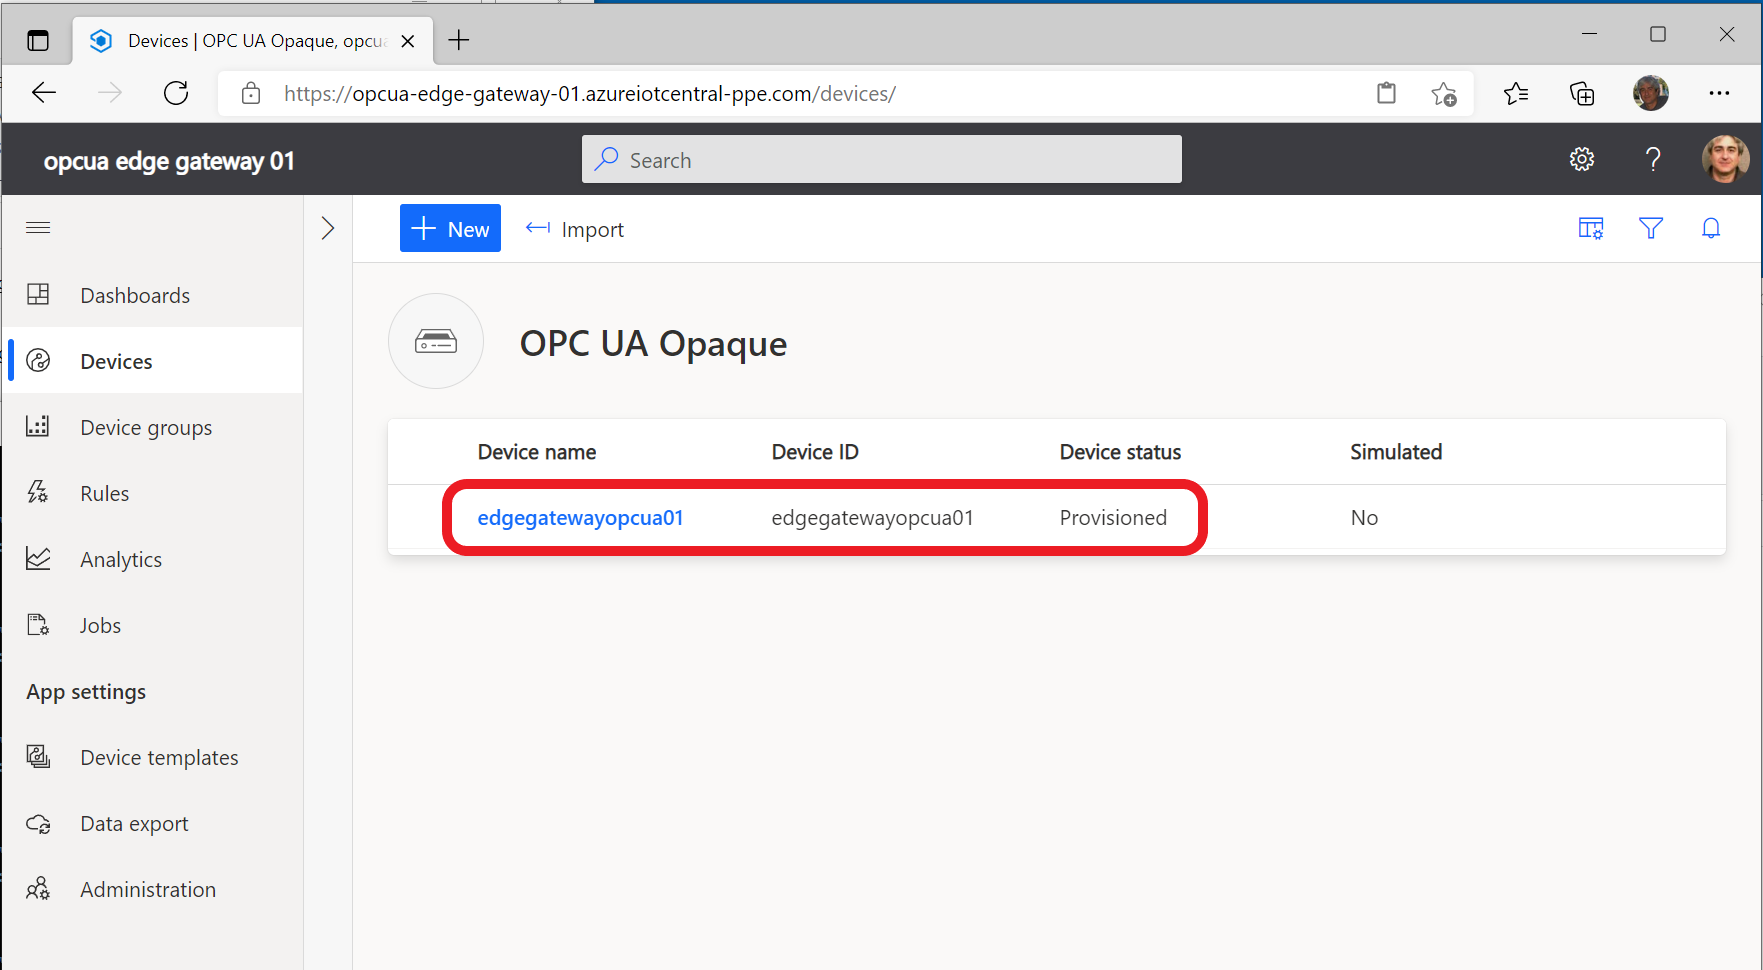 Devices | OPC UA Opaque, opcua
https://opcua-edge-gateway-01.azureiotcentral-ppe.com/devices/
opcua edge gateway 01
Search
New
Import
Dashboards
Devices
Device groups
Rules
Analytics
Jobs
App settings
Device templates
Data export
Administration
OPC UA Opaque
Device name Device ID Device status Simulated
edgegatewayopcua01 edgegatewayopcua01 Provisioned No